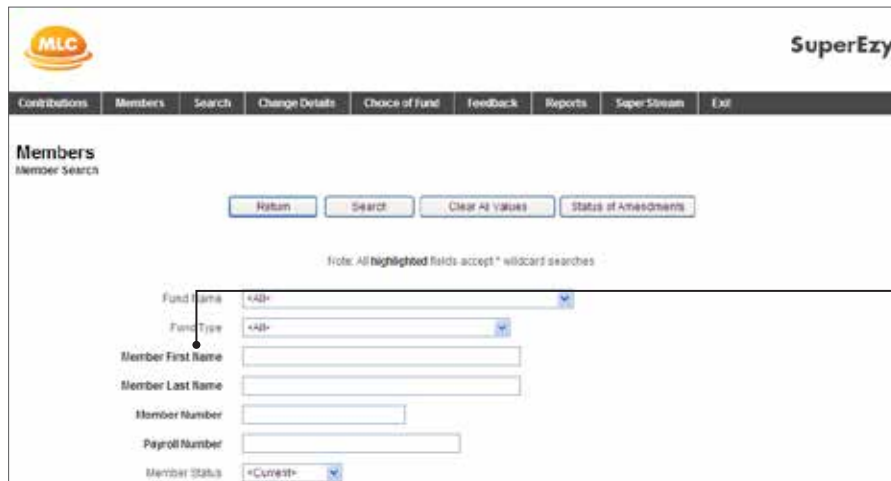 MLC
SuperEzy
Contributions Members Search Change Details Choice of Fund Feedback Reports Super Stream Exit
Members
Member Search
Return Search Clear All Values Status of Amendments
Note: All highlighted fields accept * wildcard searches
Fund Name <All>
Fund Type <All>
Member First Name
Member Last Name
Member Number
Payroll Number
Member Status <Current>